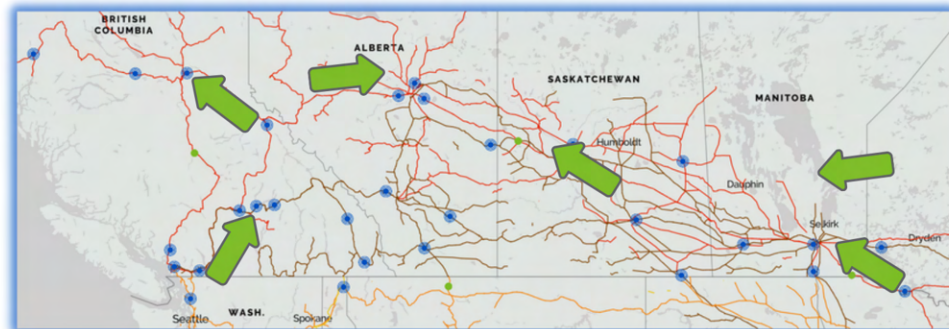 BRITISH
COLUMBIA
ALBERTA
SASKATCHEWAN
MANITOBA
Humboldt
Dauphin
Selkirk
Dryden
WASH.
Seattle
Spokane